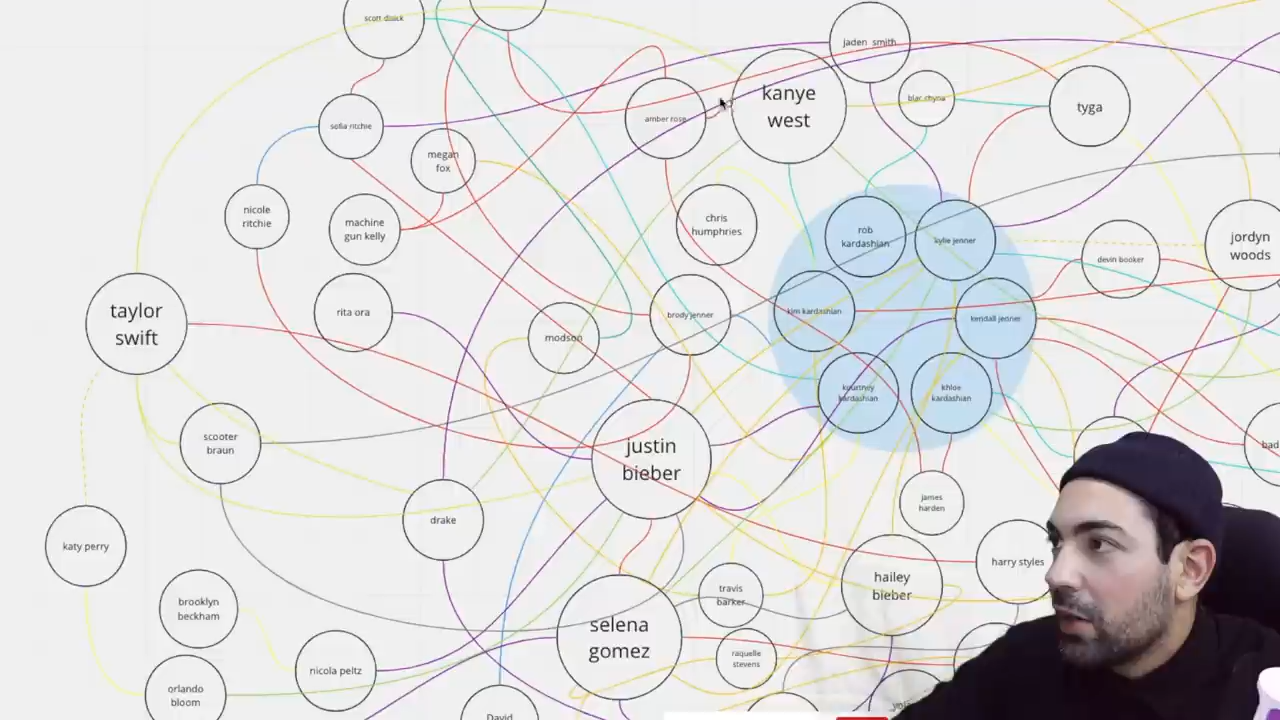 scott disick
jaden smith
kanye
west
blac chyna
tyga
amber rose
sofia ritchie
megan
fox
nicole
ritchie
machine
gun kelly
chris
humphries
rob
kardashian
kylie jenner
jordyn
woods
devin booker
taylor
swift
rita ora
modson
brody jenner
kim kardashian
kendall jenner
kourtney
kardashian
khloe
kardashian
scooter
braun
justin
bieber
bad
drake
james
harden
katy perry
harry styles
hailey
bieber
travis
barker
brooklyn
beckham
selena
gomez
raquelle
stevens
nicola peltz
orlando
bloom
David